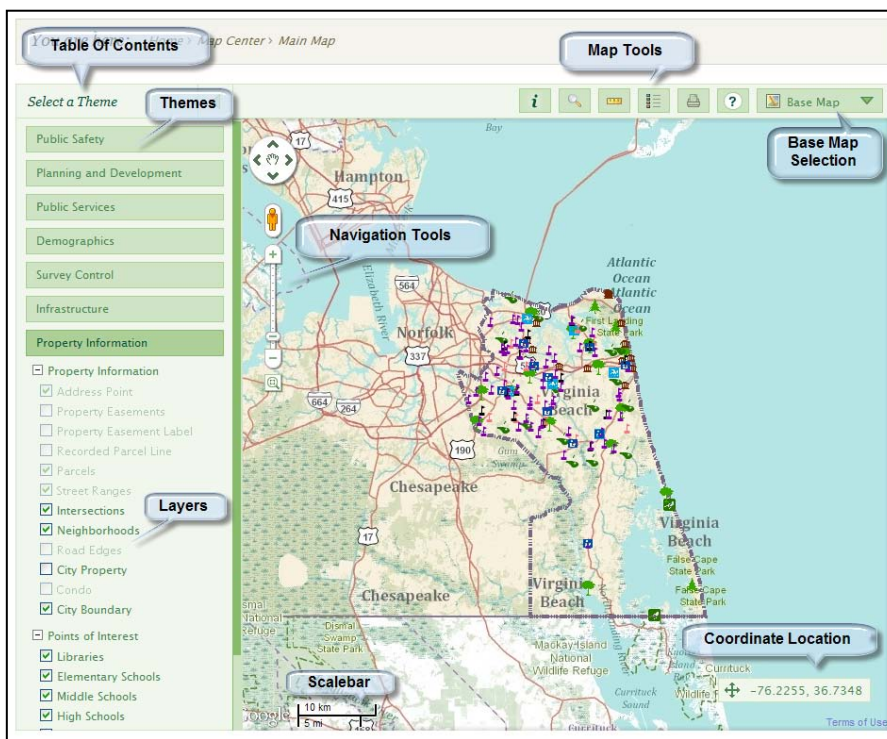 Table Of Contents
Home > Map Center > Main Map
Map Tools
Select a Theme
Themes
i
?
Base Map
Base Map
Selection
Public Safety
Planning and Development
Public Services
Demographics
Survey Control
Infrastructure
Property Information
Property Information
Address Point
Property Easements
Property Easement Label
Recorded Parcel Line
Parcels
Street Ranges
Intersections
Neighborhoods
Road Edges
City Property
Condo
City Boundary
Layers
Points of Interest
Libraries
Elementary Schools
Middle Schools
High Schools
Navigation Tools
Bay
17
Hampton
415
564
Elizabeth River
Norfolk
337
664
264
190
Atlantic
Ocean
Atlantic
Ocean
First Landing
State Park
Virginia
Beach
Gum
Swamp
Chesapeake
17
Virginia
Beach
False Cape
State Park
False Cape
State Park
Chesapeake
Virginia
Beach
Dismal
Swamp
State Park
National
Refuge
Mackay Island
National
Wildlife Refuge
Coordinate Location
Currituck
Wildlife
-76.2255, 36.7348
Scalebar
10 km
5 mi
Currituck
Sound
Currituck
Google
Terms of Use